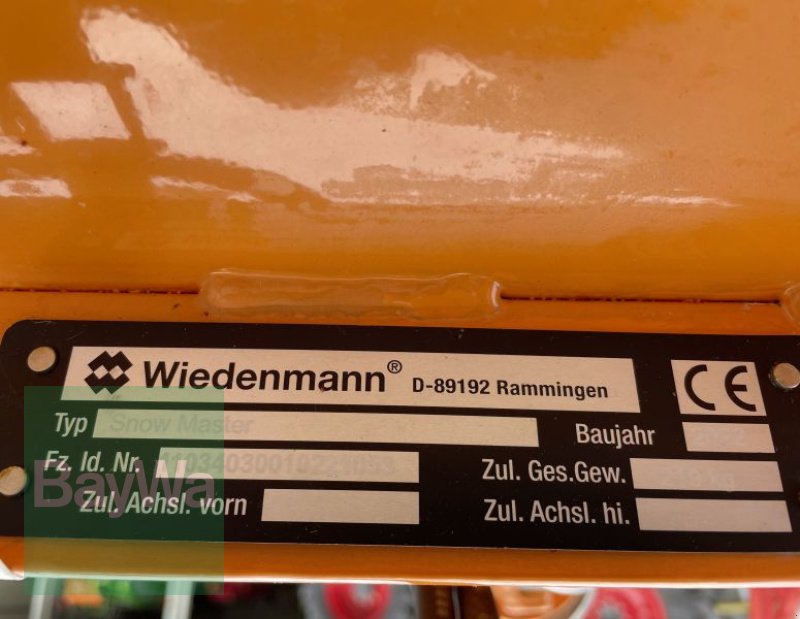 Wiedenmann® D-89192 Rammingen
CE
Typ Snow Master
Baujahr
Fz. Id. Nr.
Zul. Ges.Gew. kg
Zul. Achsl. vorn
Zul. Achsl. hi.
BayWa